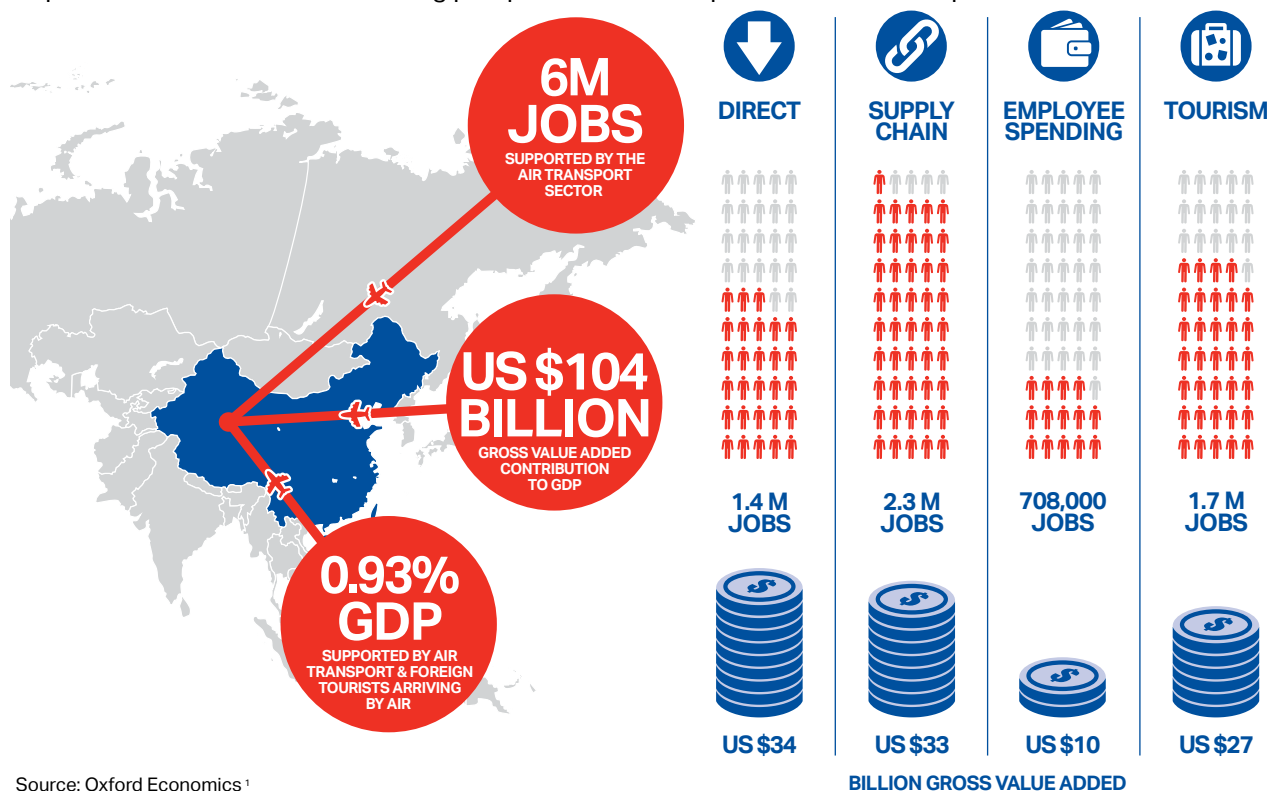 6M
JOBS
SUPPORTED BY THE
AIR TRANSPORT
SECTOR
US $104
BILLION
GROSS VALUE ADDED
CONTRIBUTION
TO GDP
0.93%
GDP
SUPPORTED BY AIR
TRANSPORT & FOREIGN
TOURISTS ARRIVING
BY AIR
DIRECT
SUPPLY
CHAIN
EMPLOYEE
SPENDING
TOURISM
1.4 M
JOBS
2.3 M
JOBS
708,000
JOBS
1.7 M
JOBS
US $34
US $33
US $10
US $27
BILLION GROSS VALUE ADDED
Source: Oxford Economics ¹